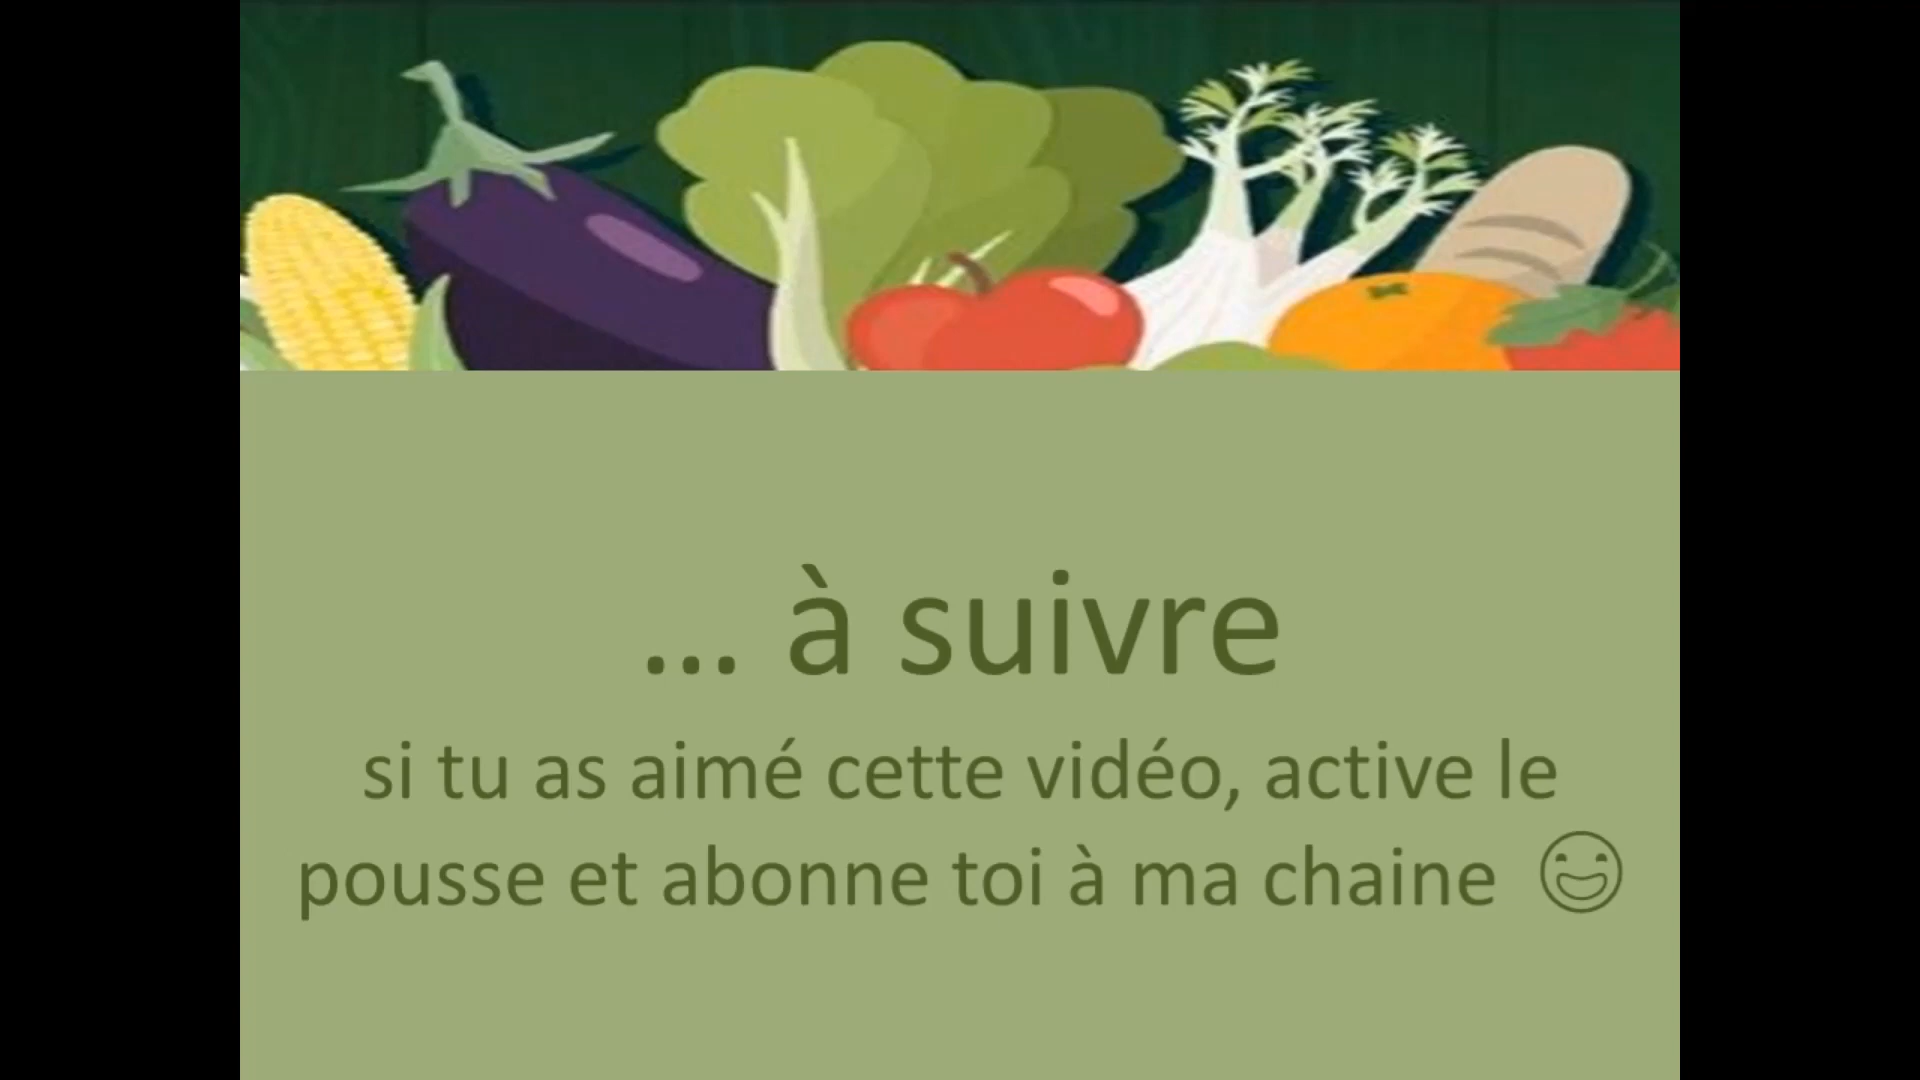 ... à suivre
si tu as aimé cette vidéo, active le
pousse et abonne toi à ma chaine 😀